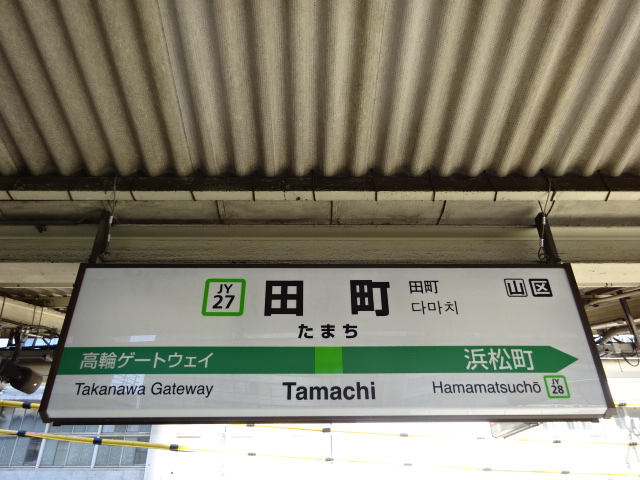 JY
27
田町
田町
다마치
山区
たまち
高輪ゲートウェイ
浜松町
Takanawa Gateway
Tamachi
Hamamatsuchō
JY
28